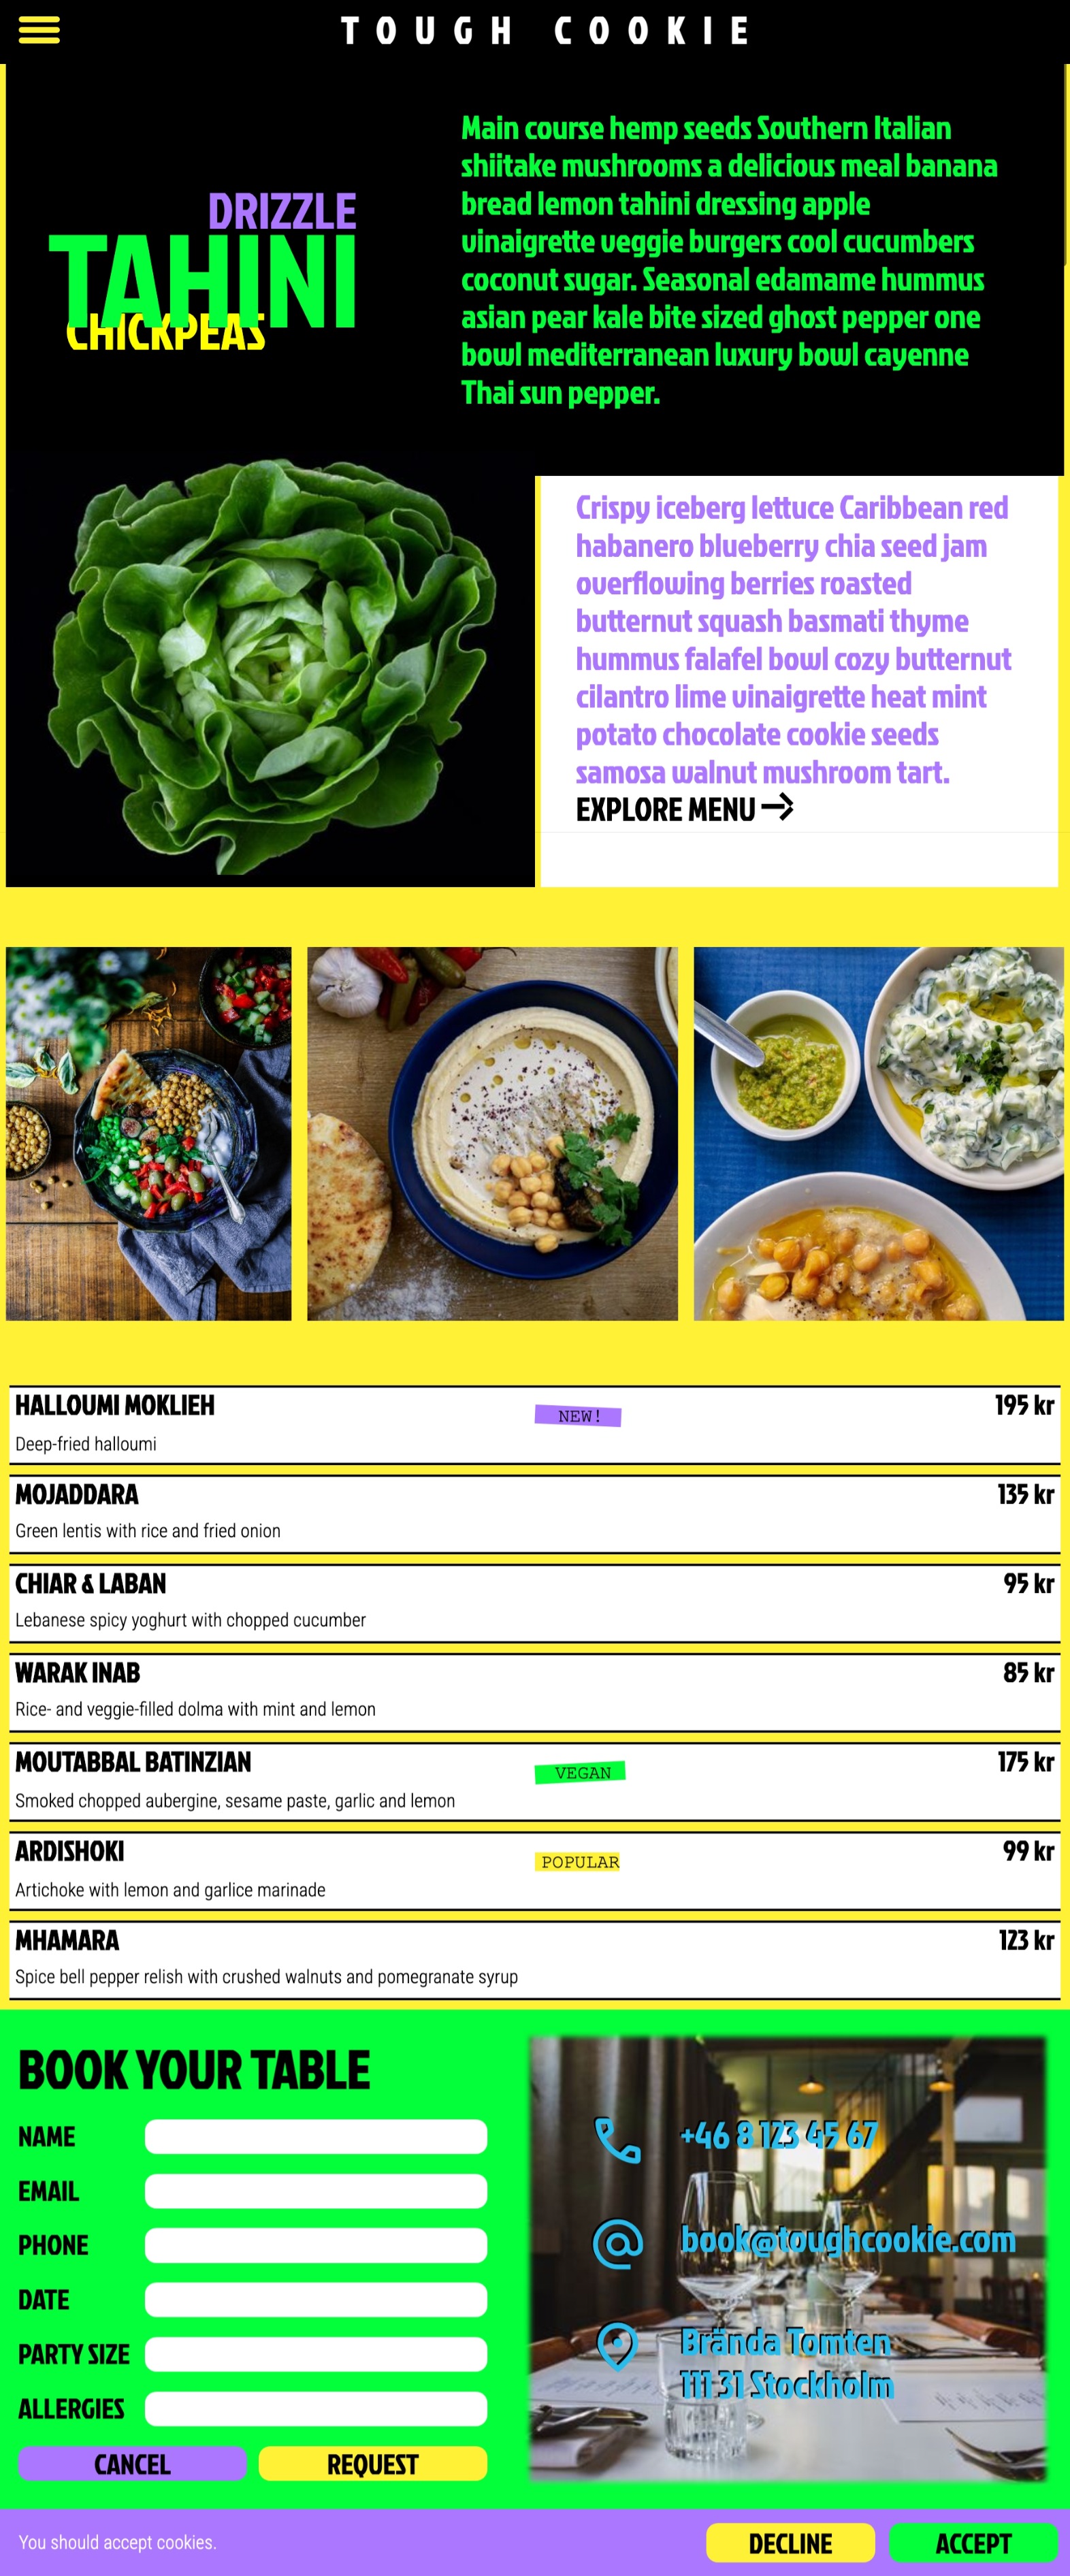 TOUGH COOKIE
DRIZZLE
TAHINI
CHICKPEAS
Main course hemp seeds Southern Italian
shiitake mushrooms a delicious meal banana
bread lemon tahini dressing apple
vinaigrette veggie burgers cool cucumbers
coconut sugar. Seasonal edamame hummus
asian pear kale bite sized ghost pepper one
bowl mediterranean luxury bowl cayenne
Thai sun pepper.
Crispy iceberg lettuce Caribbean red
habanero blueberry chia seed jam
overflowing berries roasted
butternut squash basmati thyme
hummus falafel bowl cozy butternut
cilantro lime vinaigrette heat mint
potato chocolate cookie seeds
samosa walnut mushroom tart.
EXPLORE MENU
HALLOUMI MOKLIEH NEW! 195 kr
Deep-fried halloumi
MOJADDARA 135 kr
Green lentis with rice and fried onion
CHIAR & LABAN 95 kr
Lebanese spicy yoghurt with chopped cucumber
WARAK INAB 85 kr
Rice- and veggie-filled dolma with mint and lemon
MOUTABBAL BATINZIAN VEGAN 175 kr
Smoked chopped aubergine, sesame paste, garlic and lemon
ARDISHOKI POPULAR 99 kr
Artichoke with lemon and garlice marinade
MHAMARA 123 kr
Spice bell pepper relish with crushed walnuts and pomegranate syrup
BOOK YOUR TABLE
NAME
EMAIL
PHONE
DATE
PARTY SIZE
ALLERGIES
CANCEL REQUEST
+46 8 123 45 67
book@toughcookie.com
Brända Tomten
111 31 Stockholm
You should accept cookies. DECLINE ACCEPT